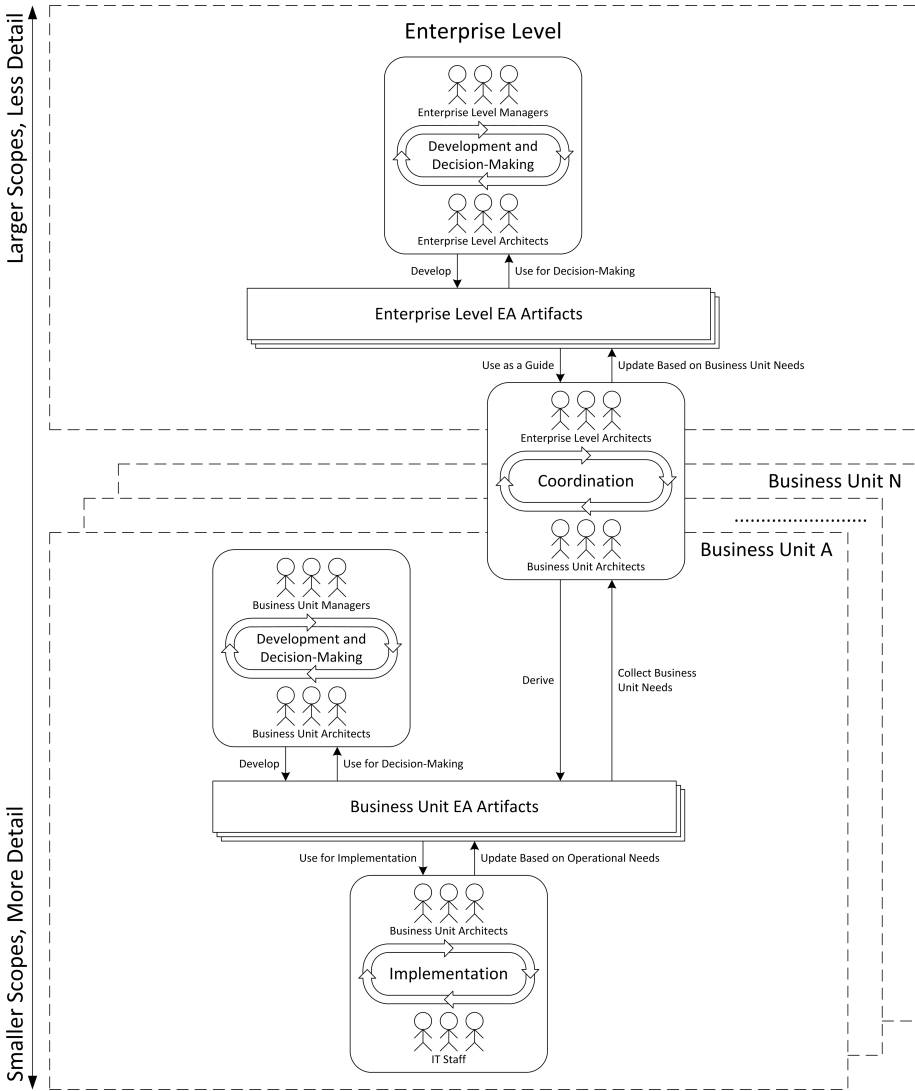 Larger Scopes, Less Detail
Enterprise Level
Enterprise Level Managers
Development and
Decision-Making
Enterprise Level Architects
Develop
Use for Decision-Making
Enterprise Level EA Artifacts
Use as a Guide
Update Based on Business Unit Needs
Enterprise Level Architects
Coordination
Business Unit Architects
Business Unit N
Business Unit A
Business Unit Managers
Development and
Decision-Making
Business Unit Architects
Develop
Use for Decision-Making
Derive
Collect Business
Unit Needs
Business Unit EA Artifacts
Use for Implementation
Update Based on Operational Needs
Business Unit Architects
Implementation
IT Staff
Smaller Scopes, More Detail